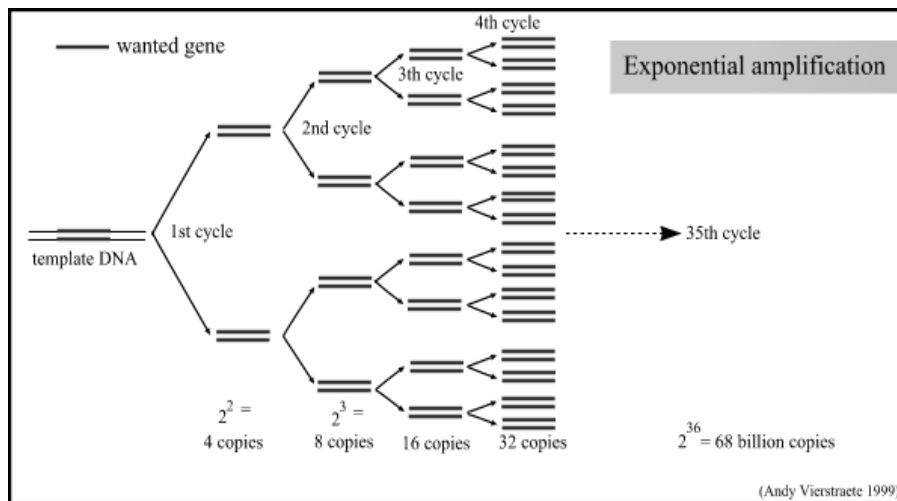 4th cycle
wanted gene
Exponential amplification
3th cycle
2nd cycle
1st cycle
35th cycle
template DNA
2^2 =
4 copies
2^3 =
8 copies
16 copies
32 copies
2^36 = 68 billion copies
(Andy Vierstraete 1999)